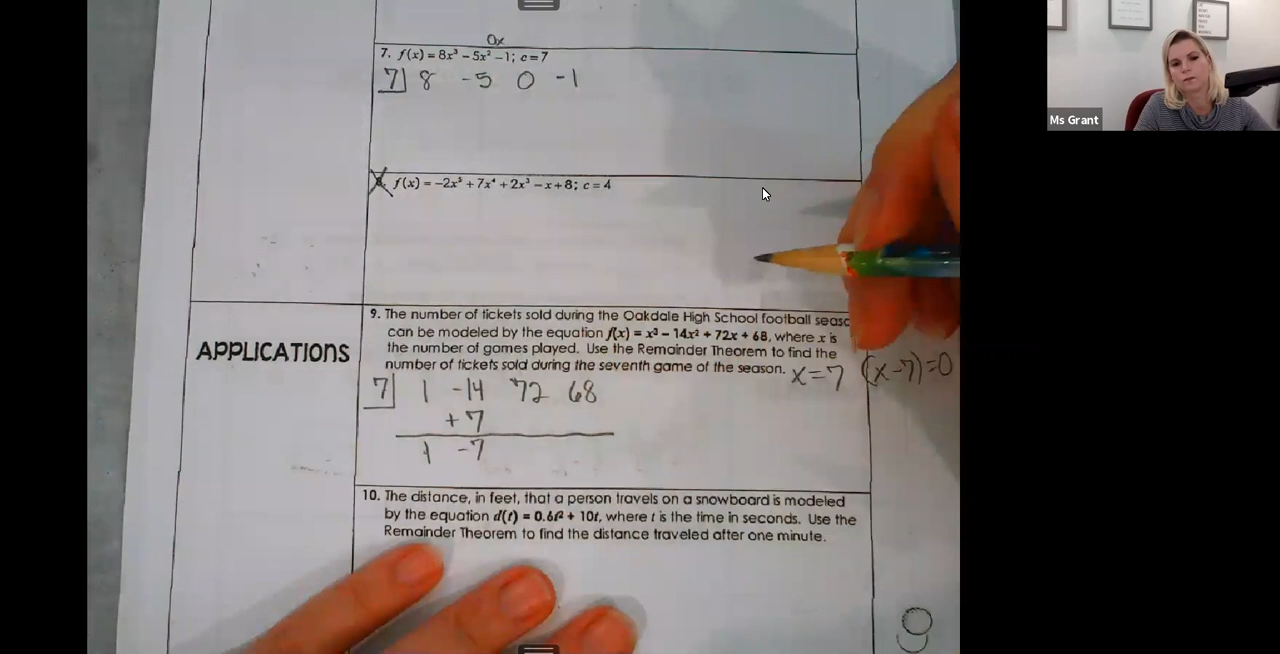 0x
7. f(x) = 8x³ − 5x² − 1; c = 7
7 8 -5 0 -1
f(x) = −2x⁵ + 7x⁴ + 2x³ − x + 8; c = 4
APPLICATIONS
9. The number of tickets sold during the Oakdale High School football seaso
can be modeled by the equation f(x) = x³ − 14x² + 72x + 68, where x is
the number of games played. Use the Remainder Theorem to find the
number of tickets sold during the seventh game of the season. x=7 (x-7)=0
7 1 -14 72 68
+7
1 -7
10. The distance, in feet, that a person travels on a snowboard is modeled
by the equation d(t) = 0.6t² + 10t, where t is the time in seconds. Use the
Remainder Theorem to find the distance traveled after one minute.
9
Ms Grant